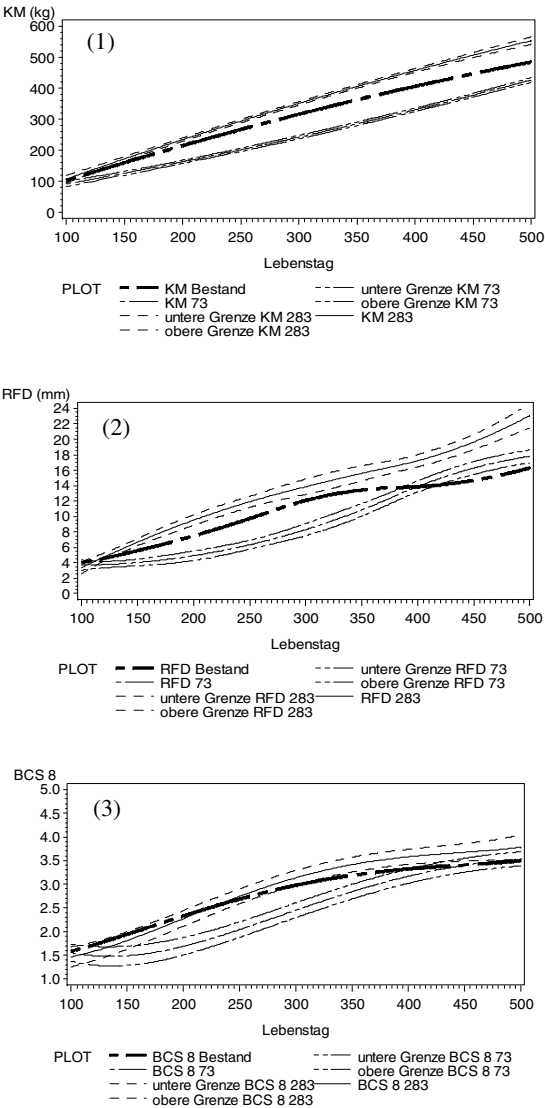 KM (kg)
(1)
600
500
400
300
200
100
0
100 150 200 250 300 350 400 450 500
Lebenstag
PLOT KM Bestand untere Grenze KM 73
KM 73 obere Grenze KM 73
untere Grenze KM 283 KM 283
obere Grenze KM 283
RFD (mm)
(2)
24
22
20
18
16
14
12
10
8
6
4
2
0
100 150 200 250 300 350 400 450 500
Lebenstag
PLOT RFD Bestand untere Grenze RFD 73
RFD 73 obere Grenze RFD 73
untere Grenze RFD 283 RFD 283
obere Grenze RFD 283
BCS 8
(3)
5.0
4.5
4.0
3.5
3.0
2.5
2.0
1.5
1.0
100 150 200 250 300 350 400 450 500
Lebenstag
PLOT BCS 8 Bestand untere Grenze BCS 8 73
BCS 8 73 obere Grenze BCS 8 73
untere Grenze BCS 8 283 BCS 8 283
obere Grenze BCS 8 283